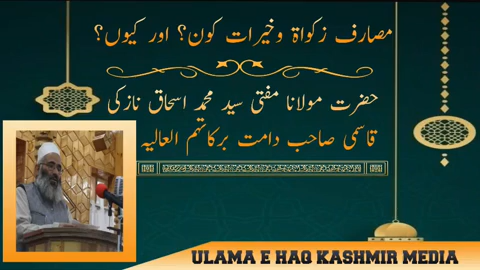 مصارف زکواۃ وخیرات کون؟ اور کیوں؟
حضرت مولانا مفتی سید محمد اسحاق نازکی
قاسمی صاحب دامت برکاتہم العالیہ
ULAMA E HAQ KASHMIR MEDIA